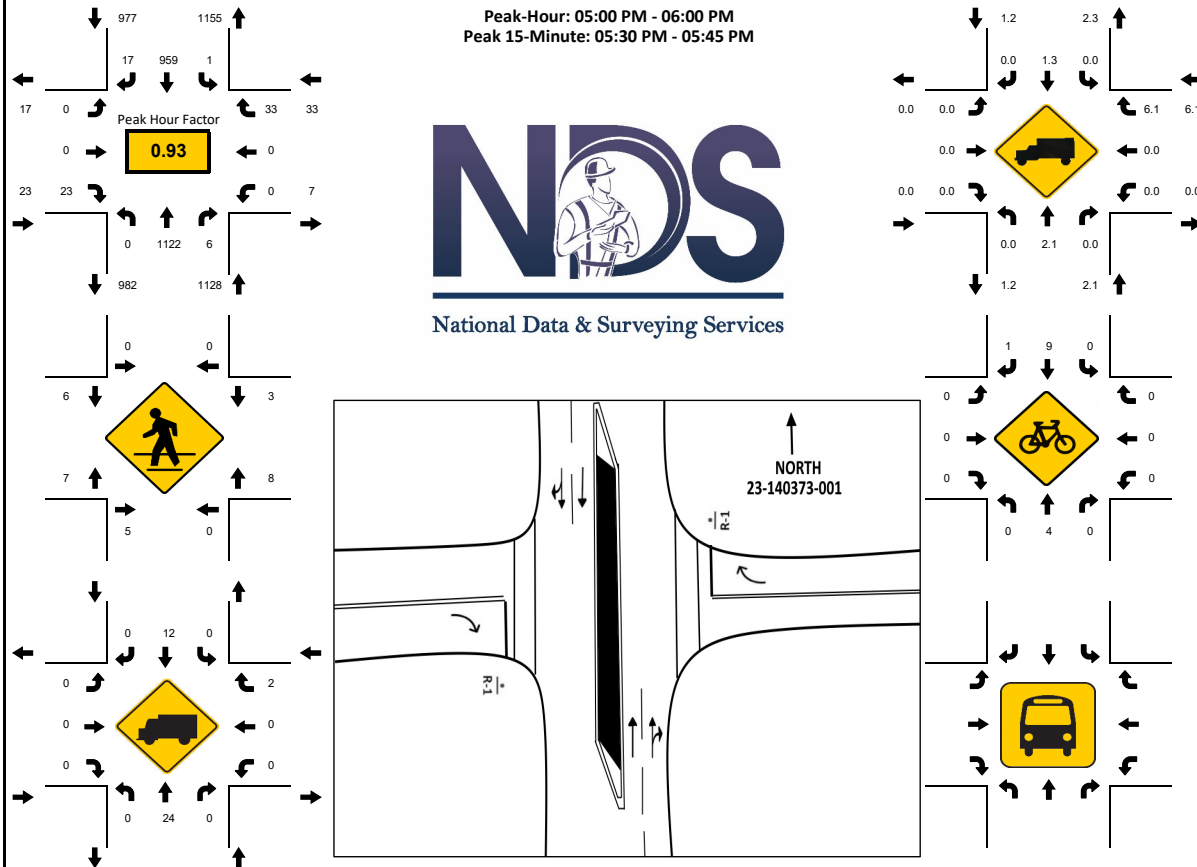 Peak-Hour: 05:00 PM - 06:00 PM
Peak 15-Minute: 05:30 PM - 05:45 PM
977 1155
17 959 1
17 0 33 33
Peak Hour Factor
0 0.93 0
23 23 0 7
0 1122 6
982 1128
NDS
National Data & Surveying Services
1.2 2.3
0.0 1.3 0.0
0.0 0.0 6.1 6.1
0.0 0.0
0.0 0.0 0.0 0.0
0.0 2.1 0.0
1.2 2.1
0 0
6 3
7 8
5 0
NORTH
23-140373-001
R-1
R-1
1 9 0
0 0
0 0
0 0
0 4 0
0 12 0
0 2
0 0
0 0
0 24 0